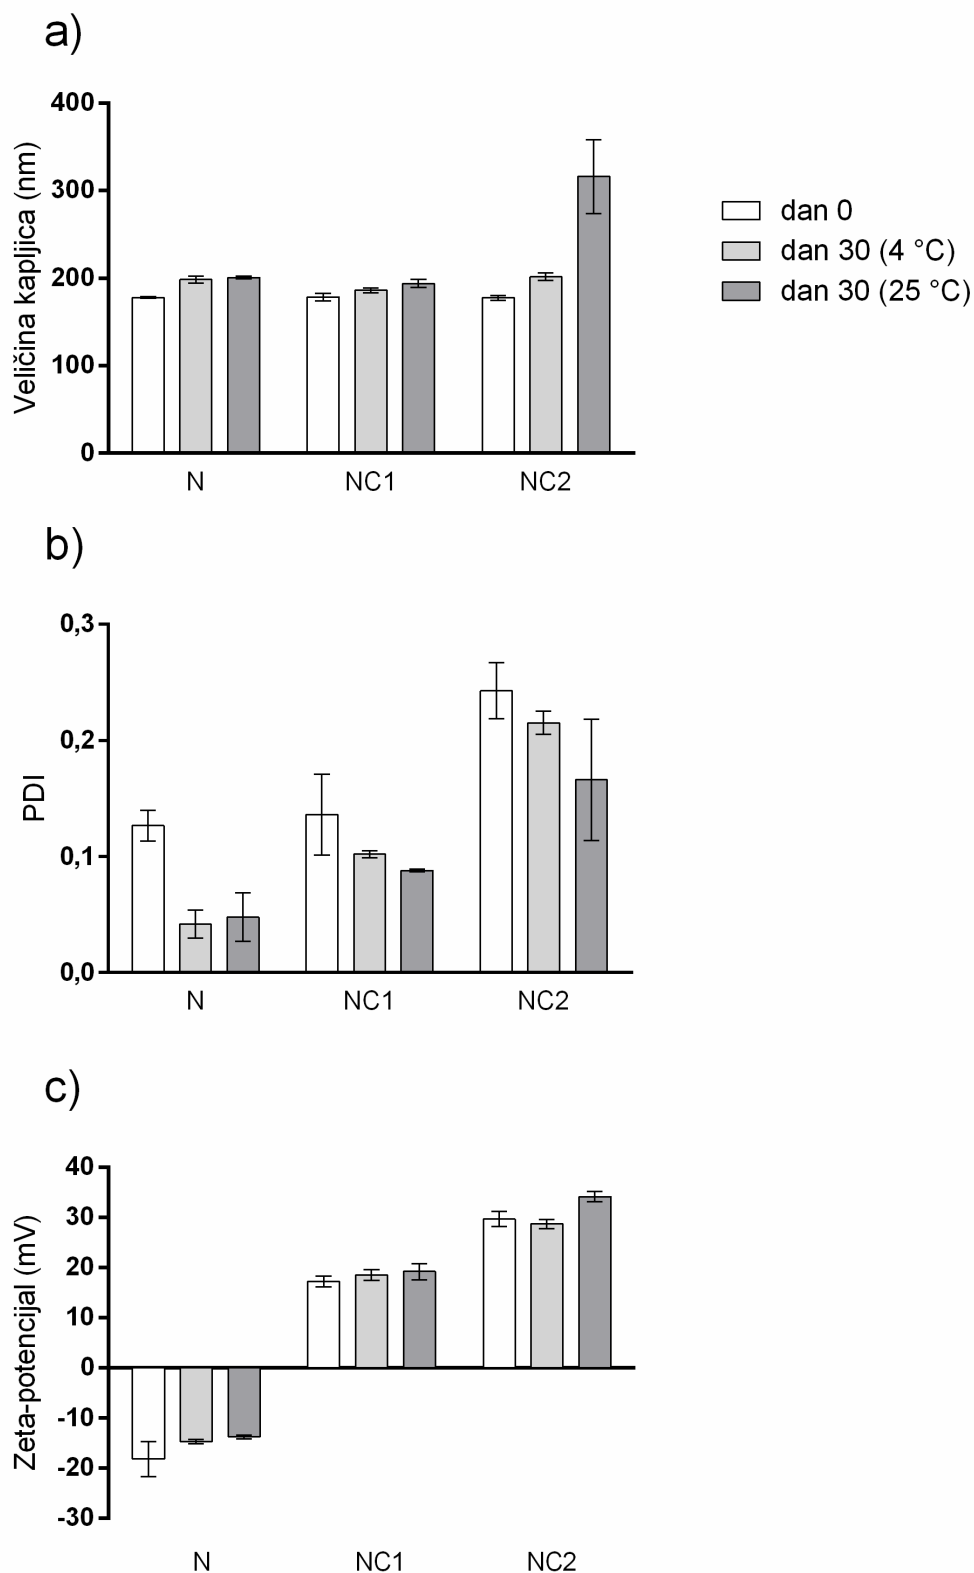 a)
400
300
200
100
0
Veličina kapljica (nm)
N NC1 NC2
dan 0
dan 30 (4 °C)
dan 30 (25 °C)
b)
0,3
0,2
0,1
0,0
PDI
N NC1 NC2
c)
40
30
20
10
0
-10
-20
-30
Zeta-potencijal (mV)
N NC1 NC2